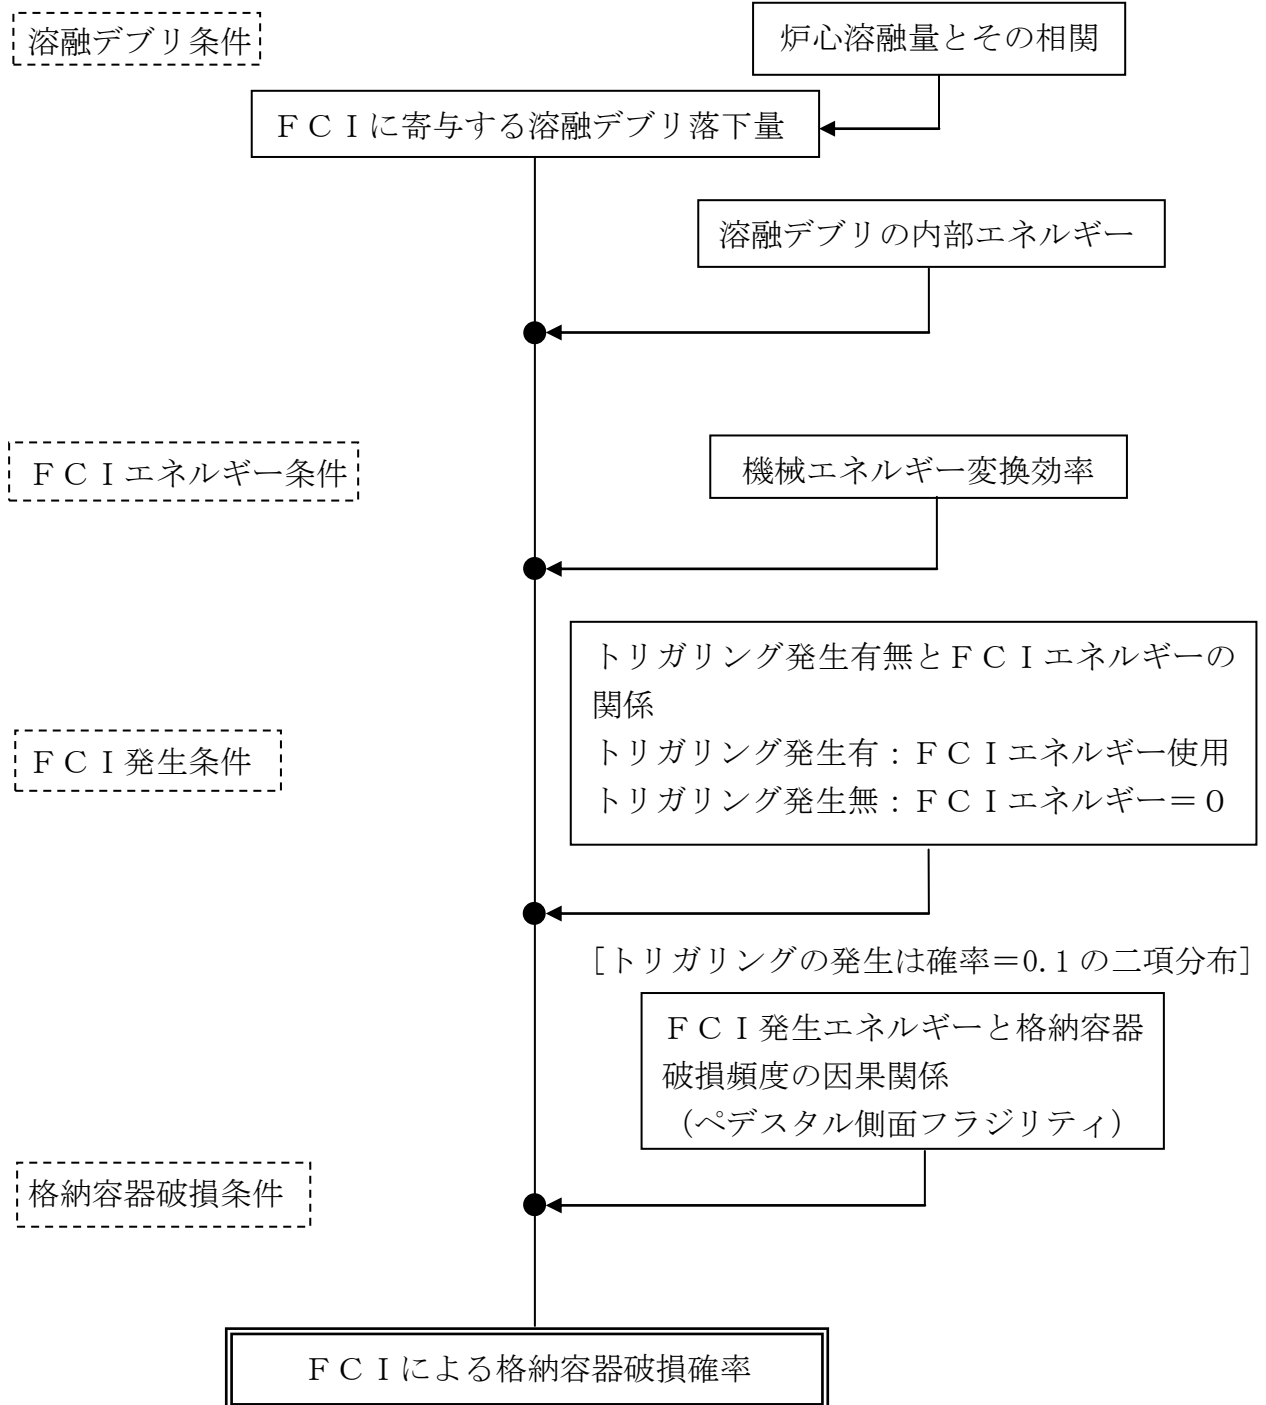 溶融デブリ条件
炉心溶融量とその相関
ＦＣＩに寄与する溶融デブリ落下量
溶融デブリの内部エネルギー
ＦＣＩエネルギー条件
機械エネルギー変換効率
トリガリング発生有無とＦＣＩエネルギーの
関係
トリガリング発生有：ＦＣＩエネルギー使用
トリガリング発生無：ＦＣＩエネルギー＝０
ＦＣＩ発生条件
［トリガリングの発生は確率＝0.1の二項分布］
ＦＣＩ発生エネルギーと格納容器
破損頻度の因果関係
（ペデスタル側面フラジリティ）
格納容器破損条件
ＦＣＩによる格納容器破損確率